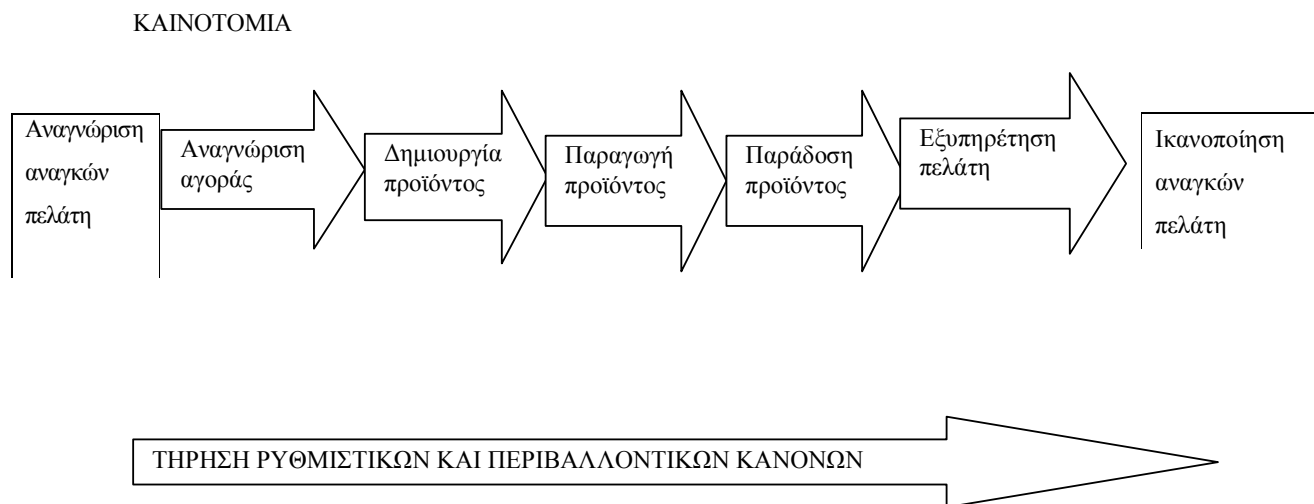 ΚΑΙΝΟΤΟΜΙΑ
Αναγνώριση
αναγκών
πελάτη
Αναγνώριση
αγοράς
Δημιουργία
προϊόντος
Παραγωγή
προϊόντος
Παράδοση
προϊόντος
Εξυπηρέτηση
πελάτη
Ικανοποίηση
αναγκών
πελάτη
ΤΗΡΗΣΗ ΡΥΘΜΙΣΤΙΚΩΝ ΚΑΙ ΠΕΡΙΒΑΛΛΟΝΤΙΚΩΝ ΚΑΝΟΝΩΝ